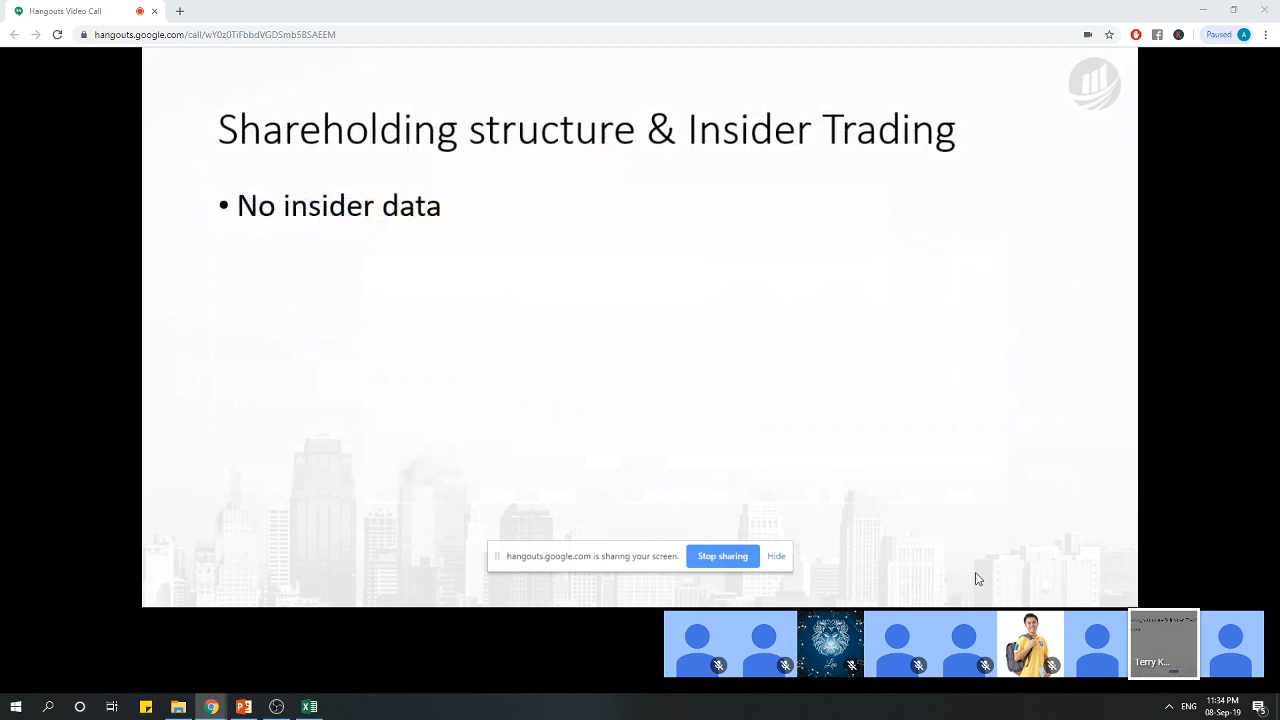 Hangouts Video Call
hangouts.google.com/call/wY0z0TiFbbdVGDSmb5BSAEEM
Paused
A
Shareholding structure & Insider Trading
• No insider data
hangouts.google.com is sharing your screen.
Stop sharing
Hide
Terry K...
ENG
11:34 PM
08-Sep-19